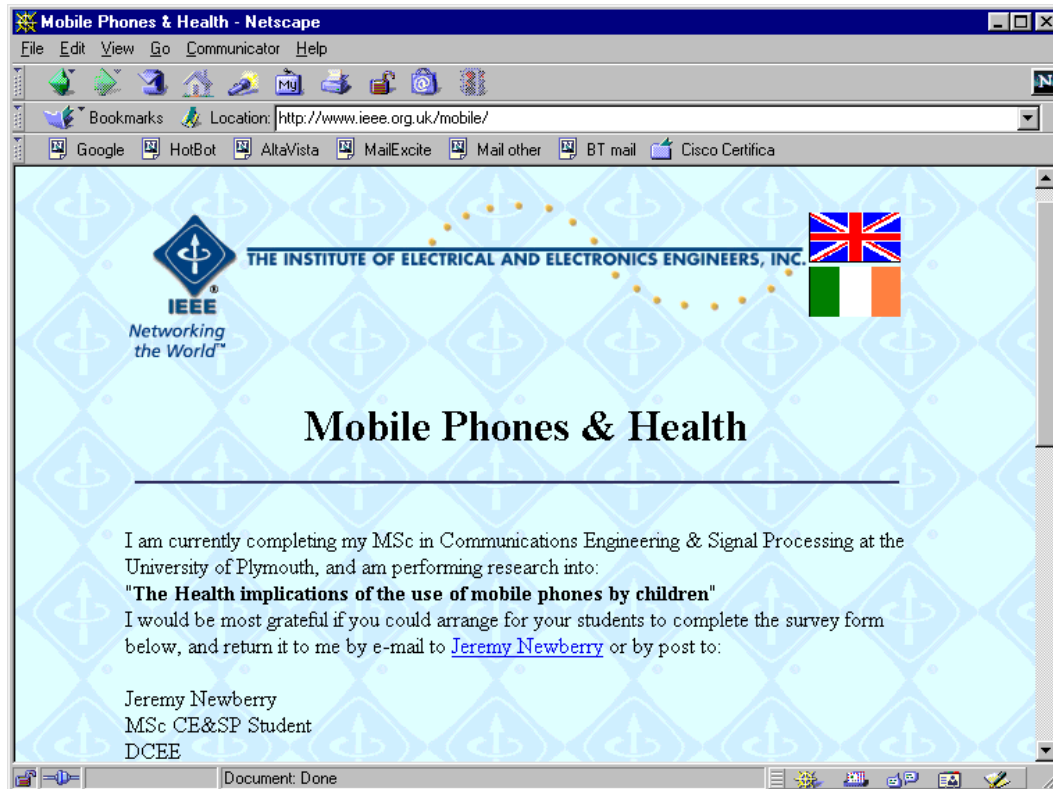 Mobile Phones & Health - Netscape
File Edit View Go Communicator Help
My
N
Bookmarks Location: http://www.ieee.org.uk/mobile/
Google HotBot AltaVista MailExcite Mail other BT mail Cisco Certifica
THE INSTITUTE OF ELECTRICAL AND ELECTRONICS ENGINEERS, INC.
IEEE®
Networking
the World™
Mobile Phones & Health
I am currently completing my MSc in Communications Engineering & Signal Processing at the
University of Plymouth, and am performing research into:
"The Health implications of the use of mobile phones by children"
I would be most grateful if you could arrange for your students to complete the survey form
below, and return it to me by e-mail to Jeremy Newberry or by post to:
Jeremy Newberry
MSc CE&SP Student
DCEE
Document: Done